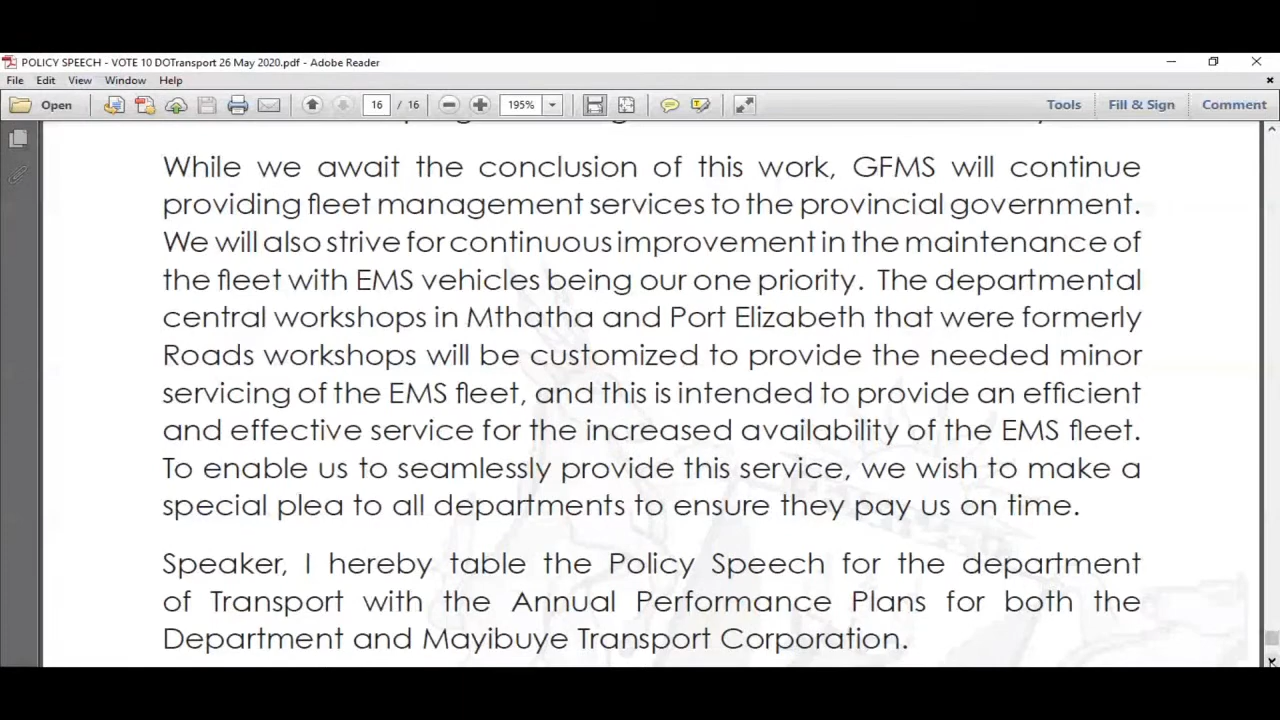 POLICY SPEECH - VOTE 10 DOTransport 26 May 2020.pdf - Adobe Reader
File Edit View Window Help
Open 16 / 16 195% Tools Fill & Sign Comment
While we await the conclusion of this work, GFMS will continue
providing fleet management services to the provincial government.
We will also strive for continuous improvement in the maintenance of
the fleet with EMS vehicles being our one priority. The departmental
central workshops in Mthatha and Port Elizabeth that were formerly
Roads workshops will be customized to provide the needed minor
servicing of the EMS fleet, and this is intended to provide an efficient
and effective service for the increased availability of the EMS fleet.
To enable us to seamlessly provide this service, we wish to make a
special plea to all departments to ensure they pay us on time.
Speaker, I hereby table the Policy Speech for the department
of Transport with the Annual Performance Plans for both the
Department and Mayibuye Transport Corporation.